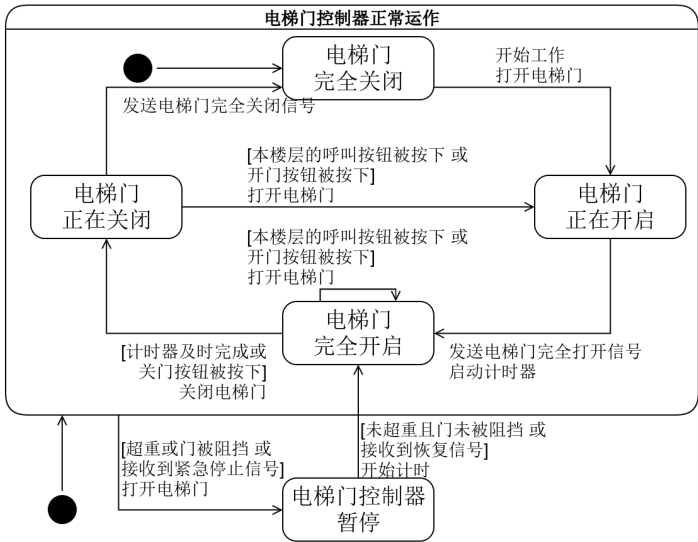 电梯门控制器正常运作
电梯门
完全关闭
开始工作
打开电梯门
发送电梯门完全关闭信号
[本楼层的呼叫按钮被按下 或
开门按钮被按下]
打开电梯门
电梯门
正在关闭
电梯门
正在开启
[本楼层的呼叫按钮被按下 或
开门按钮被按下]
打开电梯门
电梯门
完全开启
[计时器及时完成或
关门按钮被按下]
关闭电梯门
发送电梯门完全打开信号
启动计时器
[超重或门被阻挡 或
接收到紧急停止信号]
打开电梯门
[未超重且门未被阻挡 或
接收到恢复信号]
开始计时
电梯门控制器
暂停